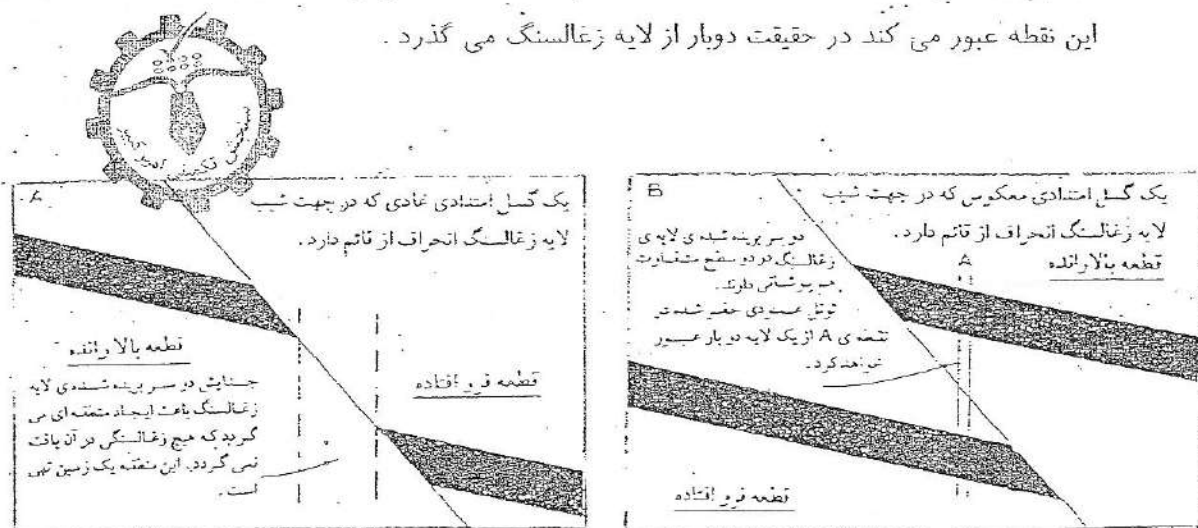 این نقطه عبور می کند در حقیقت دوبار از لایه زغالسنگ می گذرد .
A
یک گسل امتدادی عادی که در جهت شیب
لایه زغالسنگ انحراف از قائم دارد .
قطعه بالا رانده
جدایش دو سر بریده شده ی لایه
زغالسنگ باعث ایجاد منطقه ای می
گردد که هیچ زغالسنگی در آن یافت
نمی گردد. این منطقه یک زمین تهی
است .
قطعه فرو افتاده
B
یک گسل امتدادی معکوس که در جهت شیب
لایه زغالسنگ انحراف از قائم دارد .
قطعه بالا رانده
A
دو سر بریده شده ی لایه ی
زغالسنگ در دو سطح متفاوت
همپوشانی دارند.
تونل عمودی حفر شده در
نقطه ی A از یک لایه دو بار عبور
خواهد کرد.
قطعه فرو افتاده